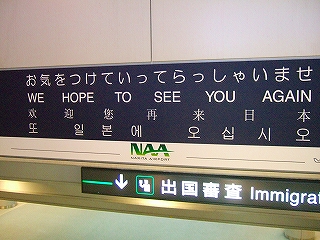 お気をつけていってらっしゃいませ
WE HOPE TO SEE YOU AGAIN
欢迎您再来日本
또 일본에 오십시오
NAA
NARITA AIRPORT
↓ 出国審査 Immigrat